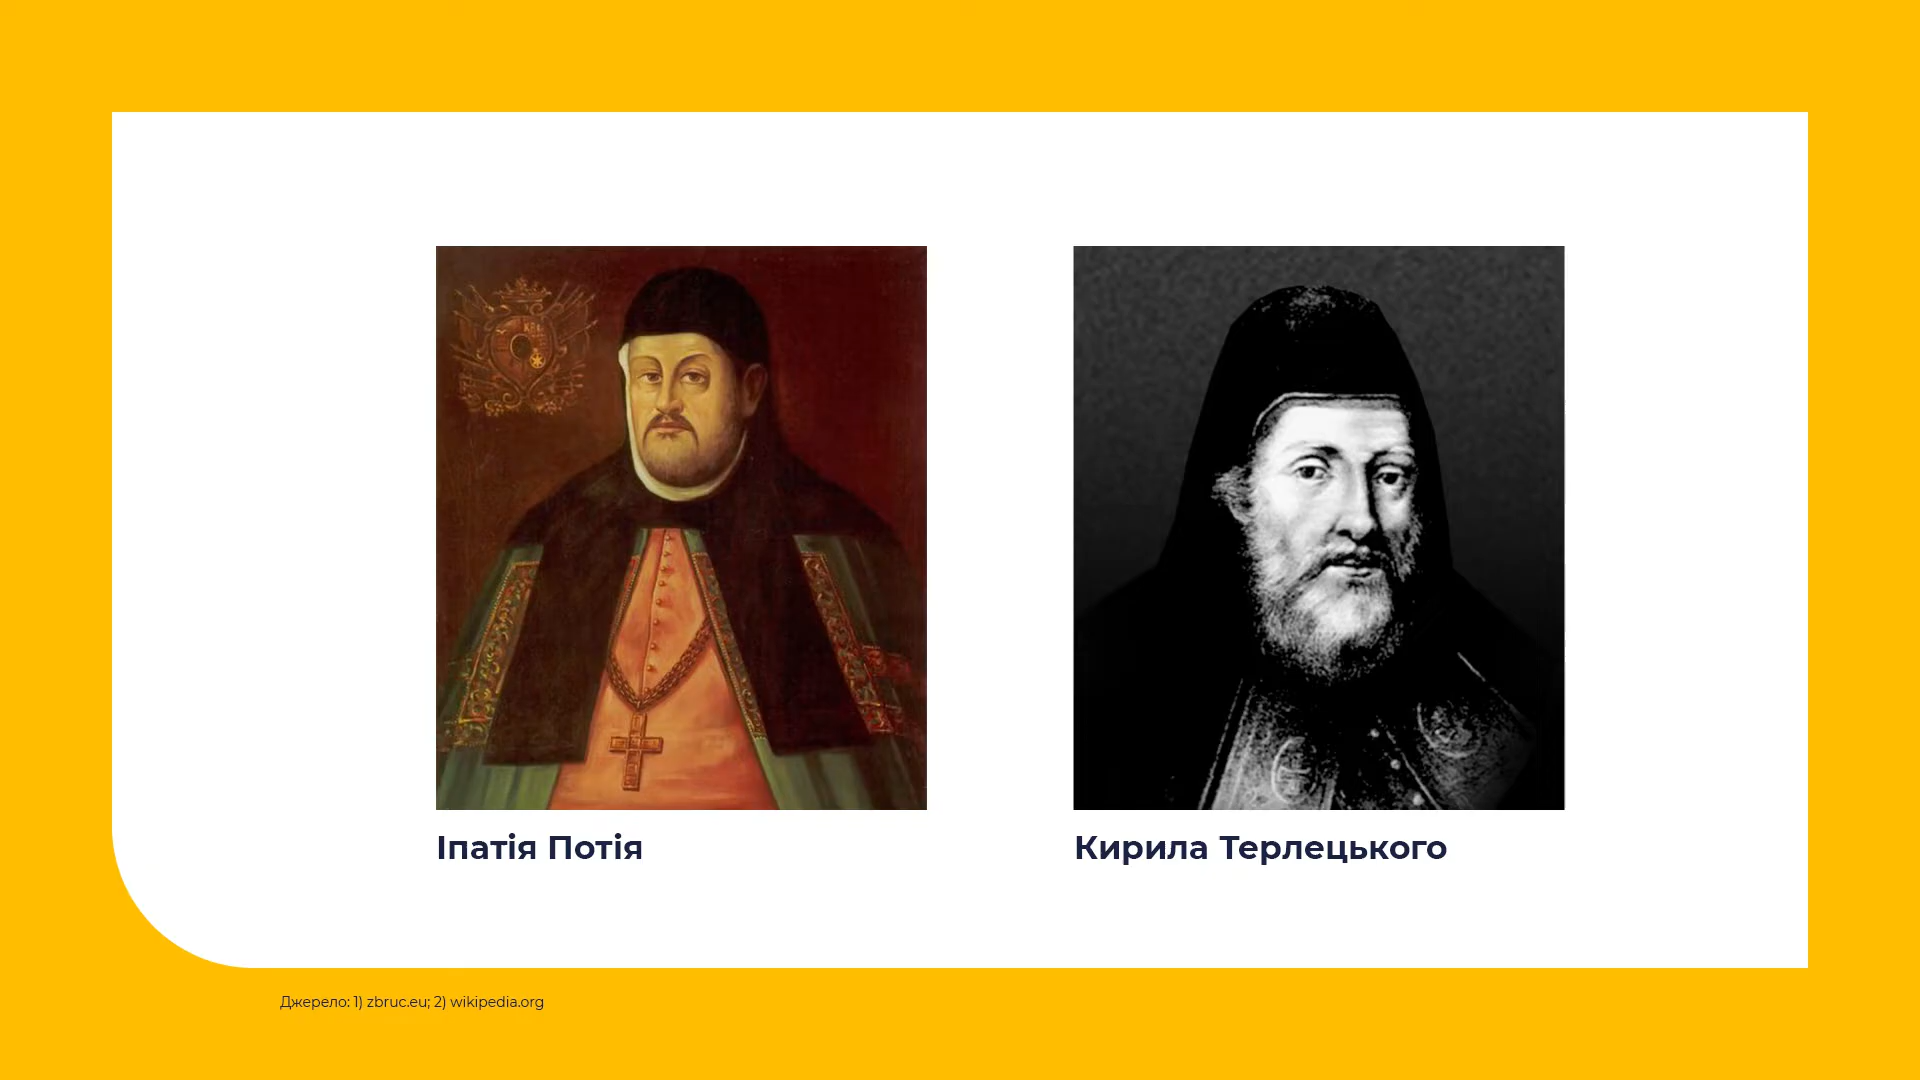 Іпатія Потія
Кирила Терлецького
Джерело: 1) zbruc.eu; 2) wikipedia.org